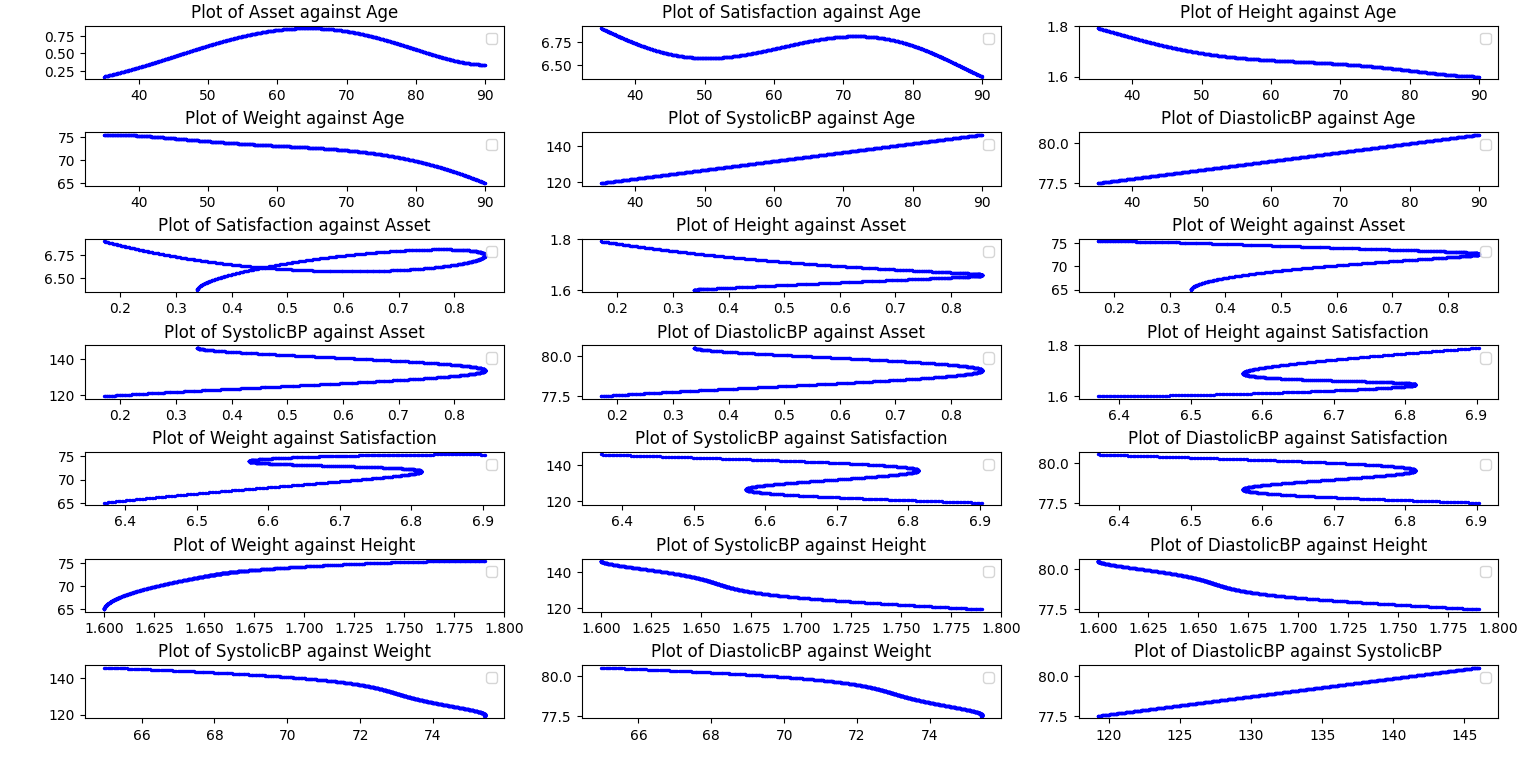 Plot of Asset against Age
Plot of Satisfaction against Age
Plot of Height against Age
0.75
0.50
0.25
40 50 60 70 80 90
6.75
6.50
40 50 60 70 80 90
1.8
1.6
40 50 60 70 80 90
Plot of Weight against Age
Plot of SystolicBP against Age
Plot of DiastolicBP against Age
75
70
65
40 50 60 70 80 90
140
120
40 50 60 70 80 90
80.0
77.5
40 50 60 70 80 90
Plot of Satisfaction against Asset
Plot of Height against Asset
Plot of Weight against Asset
6.75
6.50
0.2 0.3 0.4 0.5 0.6 0.7 0.8
1.8
1.6
0.2 0.3 0.4 0.5 0.6 0.7 0.8
75
70
65
0.2 0.3 0.4 0.5 0.6 0.7 0.8
Plot of SystolicBP against Asset
Plot of DiastolicBP against Asset
Plot of Height against Satisfaction
140
120
0.2 0.3 0.4 0.5 0.6 0.7 0.8
80.0
77.5
0.2 0.3 0.4 0.5 0.6 0.7 0.8
1.8
1.6
6.4 6.5 6.6 6.7 6.8 6.9
Plot of Weight against Satisfaction
Plot of SystolicBP against Satisfaction
Plot of DiastolicBP against Satisfaction
75
70
65
6.4 6.5 6.6 6.7 6.8 6.9
140
120
6.4 6.5 6.6 6.7 6.8 6.9
80.0
77.5
6.4 6.5 6.6 6.7 6.8 6.9
Plot of Weight against Height
Plot of SystolicBP against Height
Plot of DiastolicBP against Height
75
70
65
1.600 1.625 1.650 1.675 1.700 1.725 1.750 1.775 1.800
140
120
1.600 1.625 1.650 1.675 1.700 1.725 1.750 1.775 1.800
80.0
77.5
1.600 1.625 1.650 1.675 1.700 1.725 1.750 1.775 1.800
Plot of SystolicBP against Weight
Plot of DiastolicBP against Weight
Plot of DiastolicBP against SystolicBP
140
120
66 68 70 72 74
80.0
77.5
66 68 70 72 74
80.0
77.5
120 125 130 135 140 145